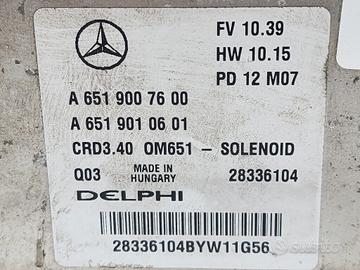 FV 10.39
HW 10.15
PD 12 M07
A 651 900 76 00
A 651 901 06 01
CRD3.40 OM651 - SOLENOID
Q03 MADE IN HUNGARY 28336104
DELPHI
28336104BYW11G56